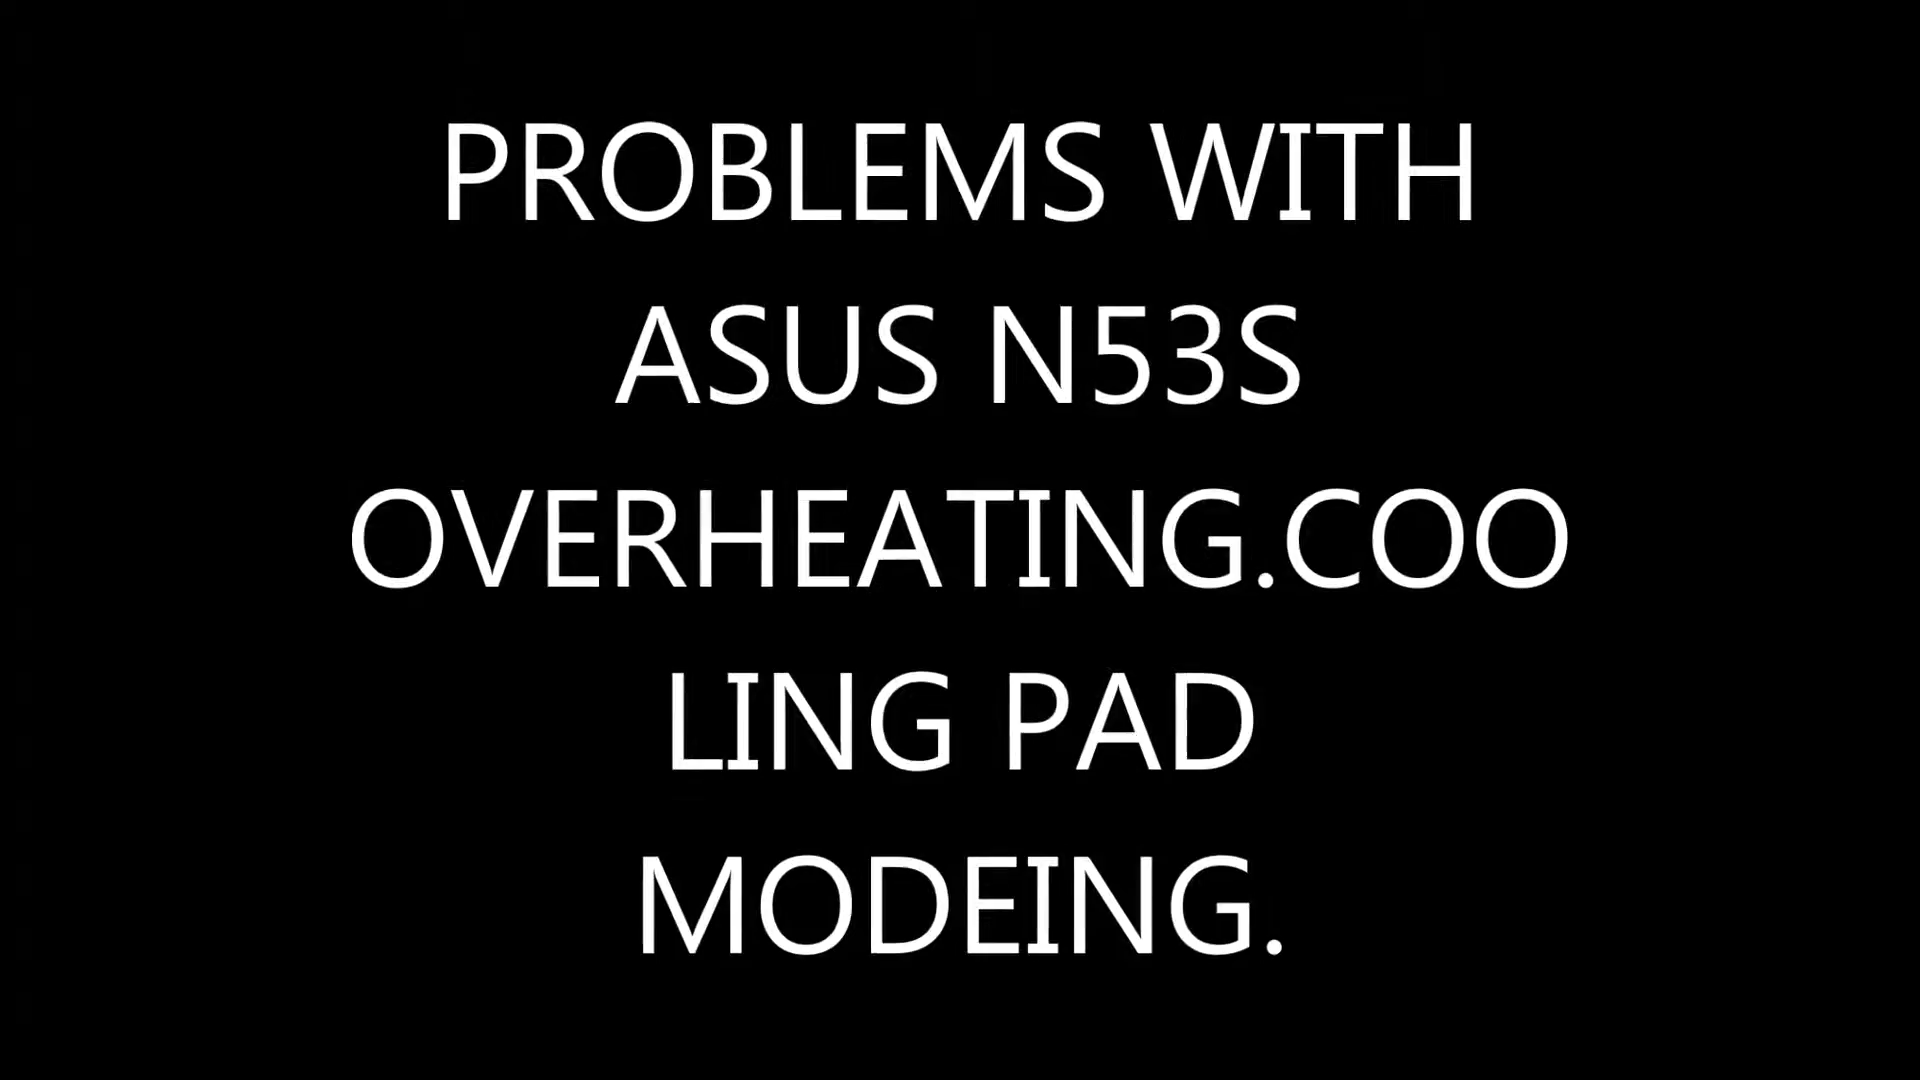 PROBLEMS WITH
ASUS N53S
OVERHEATING.COO
LING PAD
MODEING.